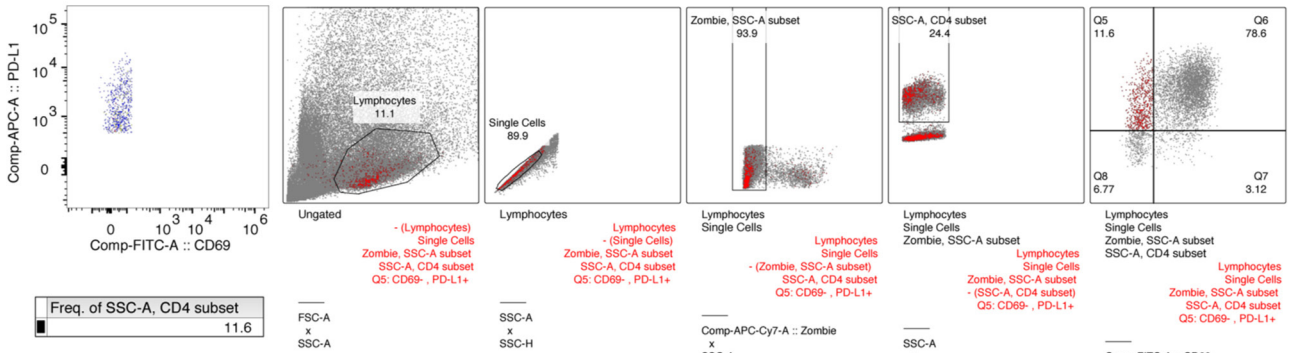 Comp-APC-A :: PD-L1
10^5
10^4
10^3
0
0
10^3
10^4
10^6
Comp-FITC-A :: CD69
Freq. of SSC-A, CD4 subset
11.6
Lymphocytes
11.1
Ungated
- (Lymphocytes)
Single Cells
Zombie, SSC-A subset
SSC-A, CD4 subset
Q5: CD69- , PD-L1+
FSC-A
x
SSC-A
Single Cells
89.9
Lymphocytes
Lymphocytes
- (Single Cells)
Zombie, SSC-A subset
SSC-A, CD4 subset
Q5: CD69- , PD-L1+
SSC-A
x
SSC-H
Zombie, SSC-A subset
93.9
Lymphocytes
Single Cells
Lymphocytes
Single Cells
- (Zombie, SSC-A subset)
SSC-A, CD4 subset
Q5: CD69- , PD-L1+
Comp-APC-Cy7-A :: Zombie
x
SSC-A, CD4 subset
24.4
Lymphocytes
Single Cells
Zombie, SSC-A subset
Lymphocytes
Single Cells
Zombie, SSC-A subset
- (SSC-A, CD4 subset)
Q5: CD69- , PD-L1+
SSC-A
Q5
11.6
Q6
78.6
Q8
6.77
Q7
3.12
Lymphocytes
Single Cells
Zombie, SSC-A subset
SSC-A, CD4 subset
Lymphocytes
Single Cells
Zombie, SSC-A subset
SSC-A, CD4 subset
Q5: CD69- , PD-L1+